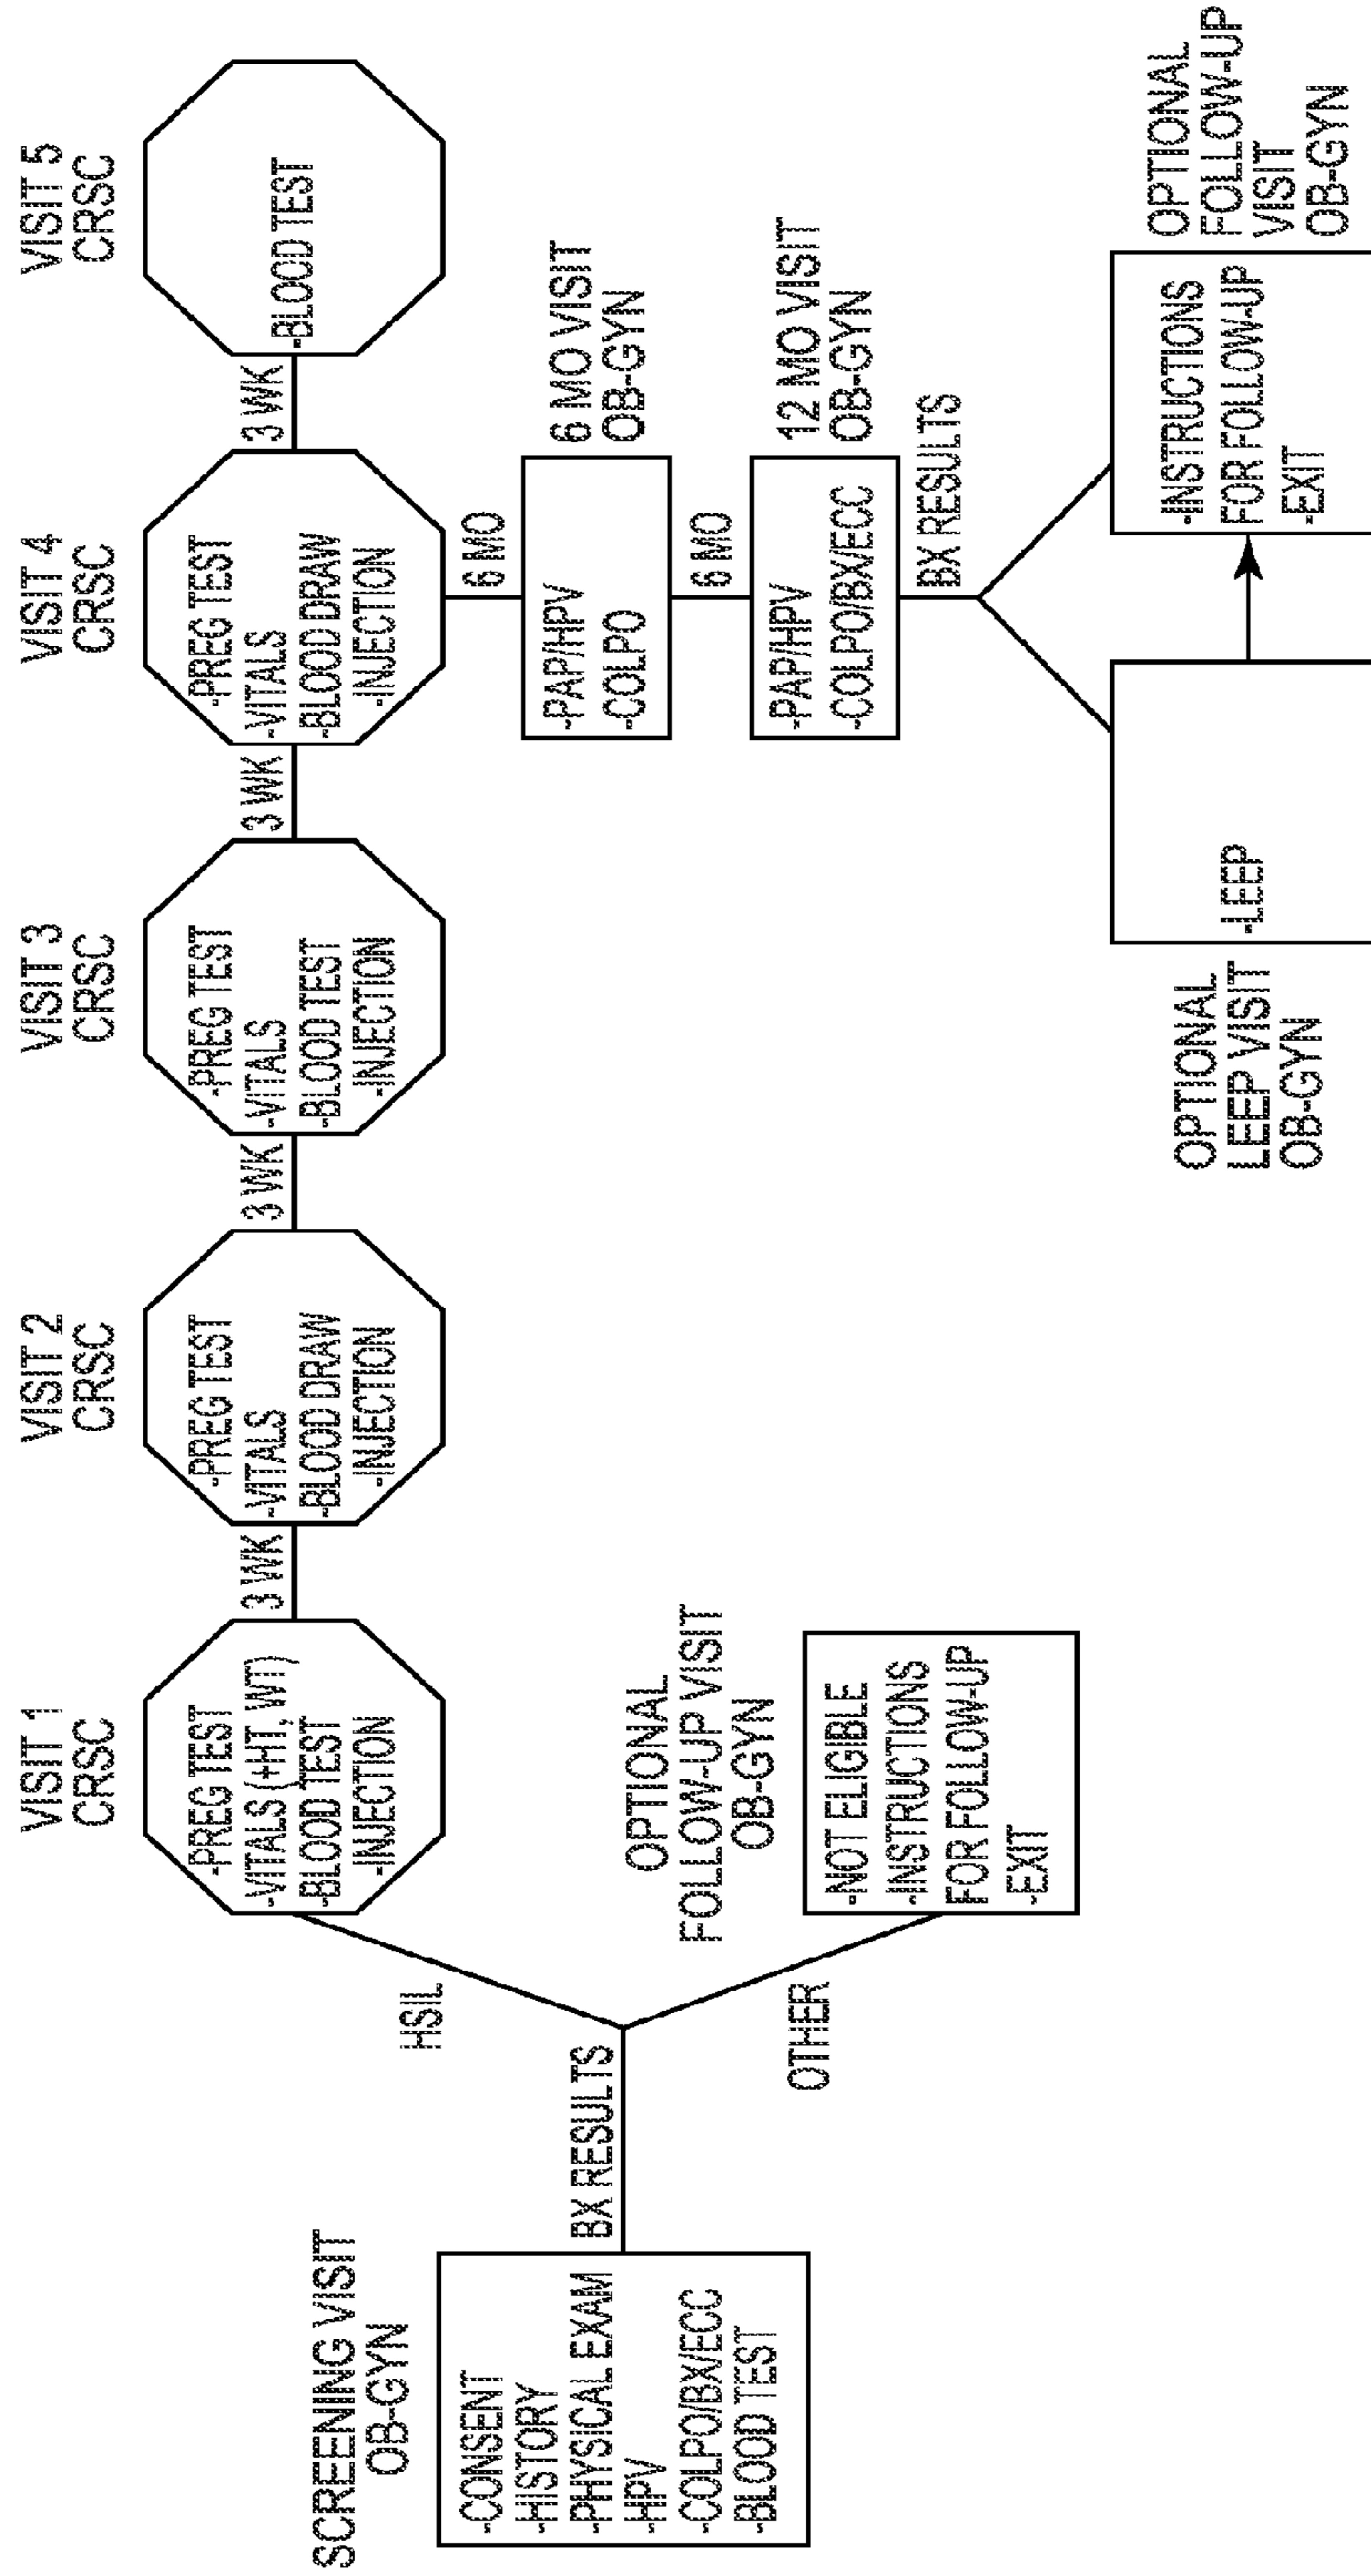 SCREENING VISIT
OB-GYN
-CONSENT
-HISTORY
-PHYSICAL EXAM
-HPV
-COLPO/BX/ECC
-BLOOD TEST
BX RESULTS
HSIL
OTHER
VISIT 1
CRSC
-PREG TEST
-VITALS (+HT, WT)
-BLOOD TEST
-INJECTION
3 WK
VISIT 2
CRSC
-PREG TEST
-VITALS
-BLOOD DRAW
-INJECTION
3 WK
VISIT 3
CRSC
-PREG TEST
-VITALS
-BLOOD TEST
-INJECTION
3 WK
VISIT 4
CRSC
-PREG TEST
-VITALS
-BLOOD DRAW
-INJECTION
3 WK
VISIT 5
CRSC
-BLOOD TEST
OPTIONAL
FOLLOW-UP VISIT
OB-GYN
-NOT ELIGIBLE
-INSTRUCTIONS
FOR FOLLOW-UP
-EXIT
6 MO
6 MO VISIT
OB-GYN
-PAP/HPV
-COLPO
6 MO
12 MO VISIT
OB-GYN
-PAP/HPV
-COLPO/BX/ECC
BX RESULTS
OPTIONAL
LEEP VISIT
OB-GYN
-LEEP
OPTIONAL
FOLLOW-UP
VISIT
OB-GYN
-INSTRUCTIONS
FOR FOLLOW-UP
-EXIT